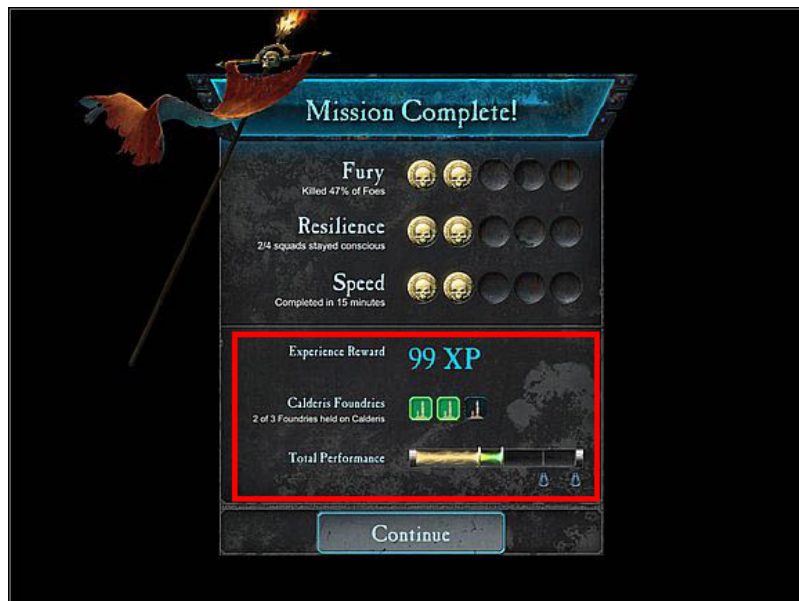 Mission Complete!
Fury
Killed 47% of Foes
Resilience
2/4 squads stayed conscious
Speed
Completed in 15 minutes
Experience Reward
99 XP
Calderis Foundries
2 of 3 Foundries held on Calderis
Total Performance
Continue